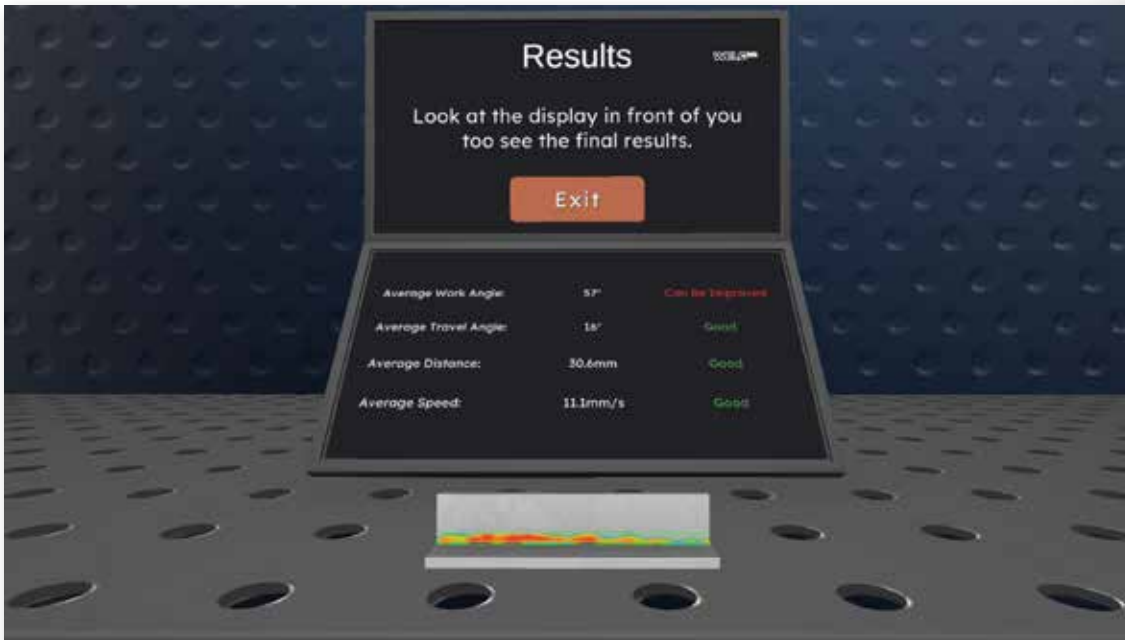 Results
Look at the display in front of you
too see the final results.
Exit
Average Work Angle: 57° Can Be Improved
Average Travel Angle: 16° Good
Average Distance: 30.6mm Good
Average Speed: 11.1mm/s Good